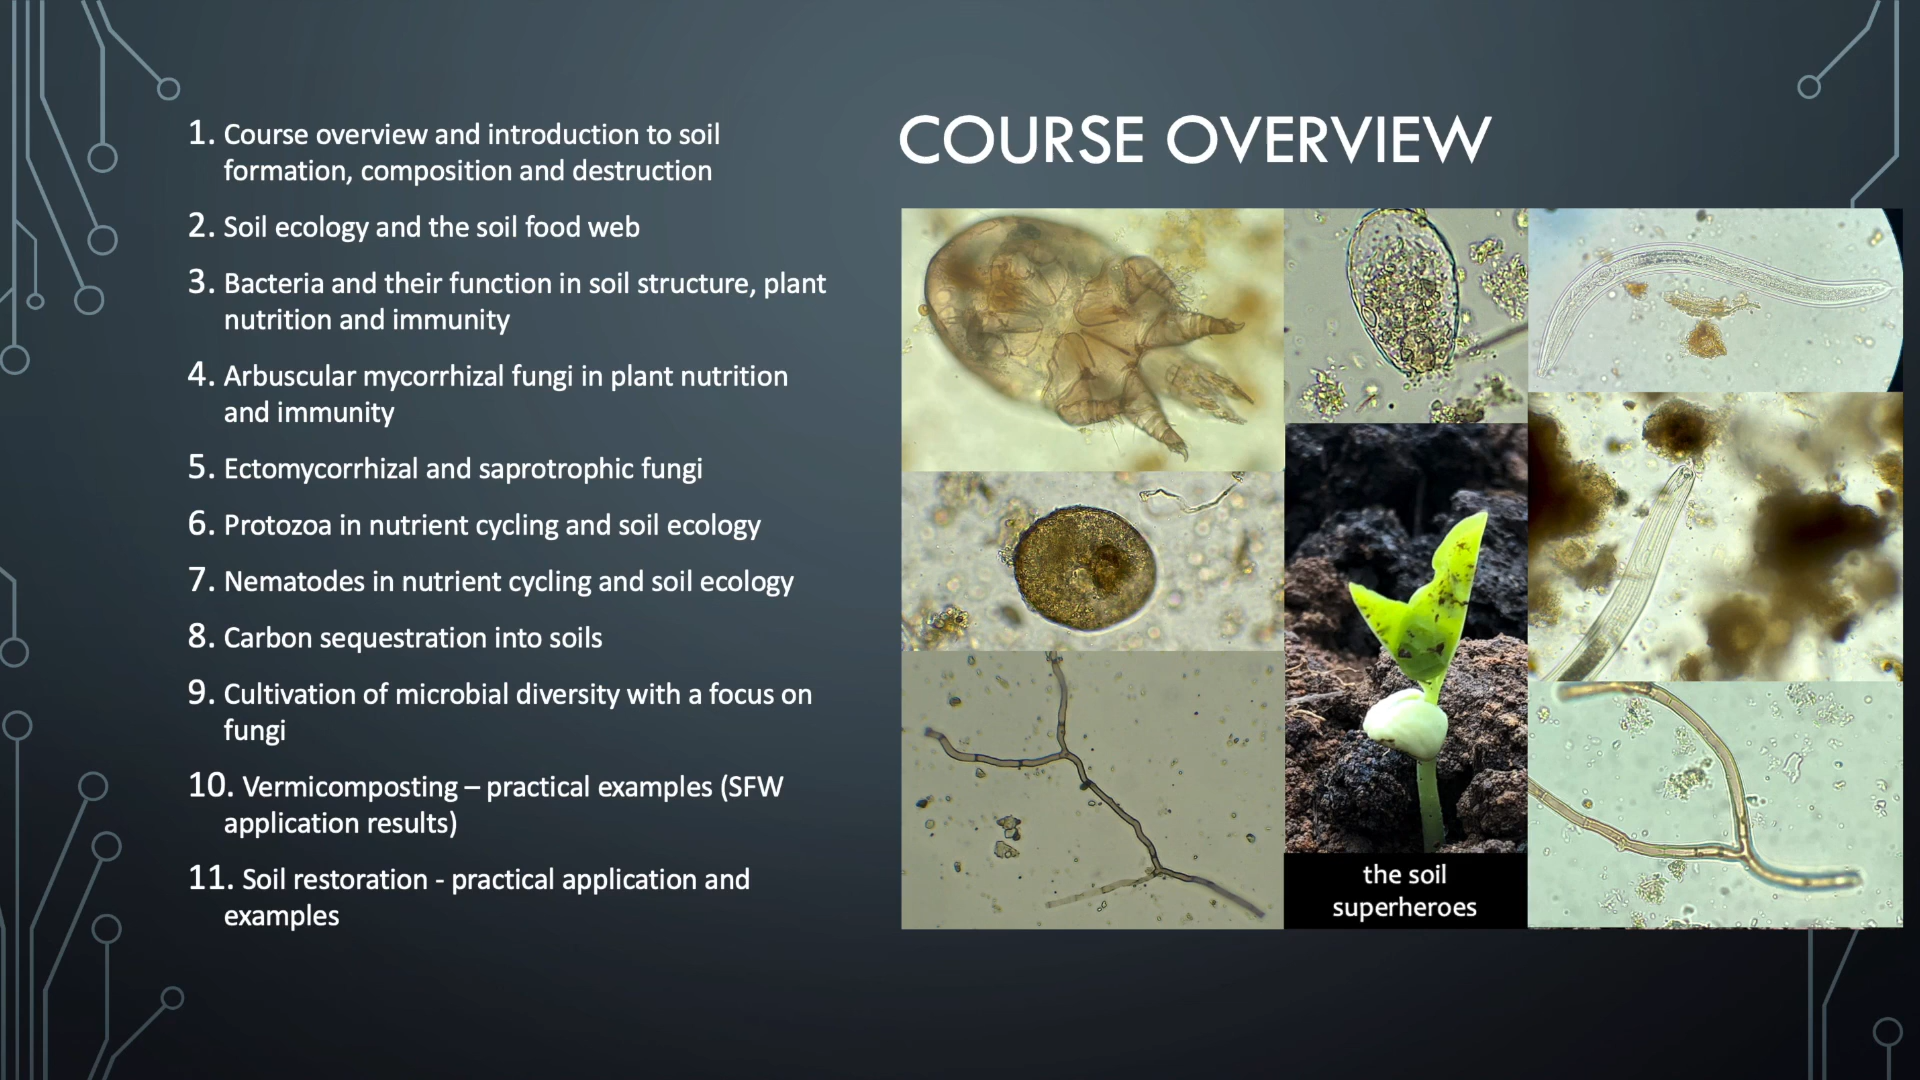 COURSE OVERVIEW
1. Course overview and introduction to soil
formation, composition and destruction
2. Soil ecology and the soil food web
3. Bacteria and their function in soil structure, plant
nutrition and immunity
4. Arbuscular mycorrhizal fungi in plant nutrition
and immunity
5. Ectomycorrhizal and saprotrophic fungi
6. Protozoa in nutrient cycling and soil ecology
7. Nematodes in nutrient cycling and soil ecology
8. Carbon sequestration into soils
9. Cultivation of microbial diversity with a focus on
fungi
10. Vermicomposting – practical examples (SFW
application results)
11. Soil restoration - practical application and
examples
the soil
superheroes